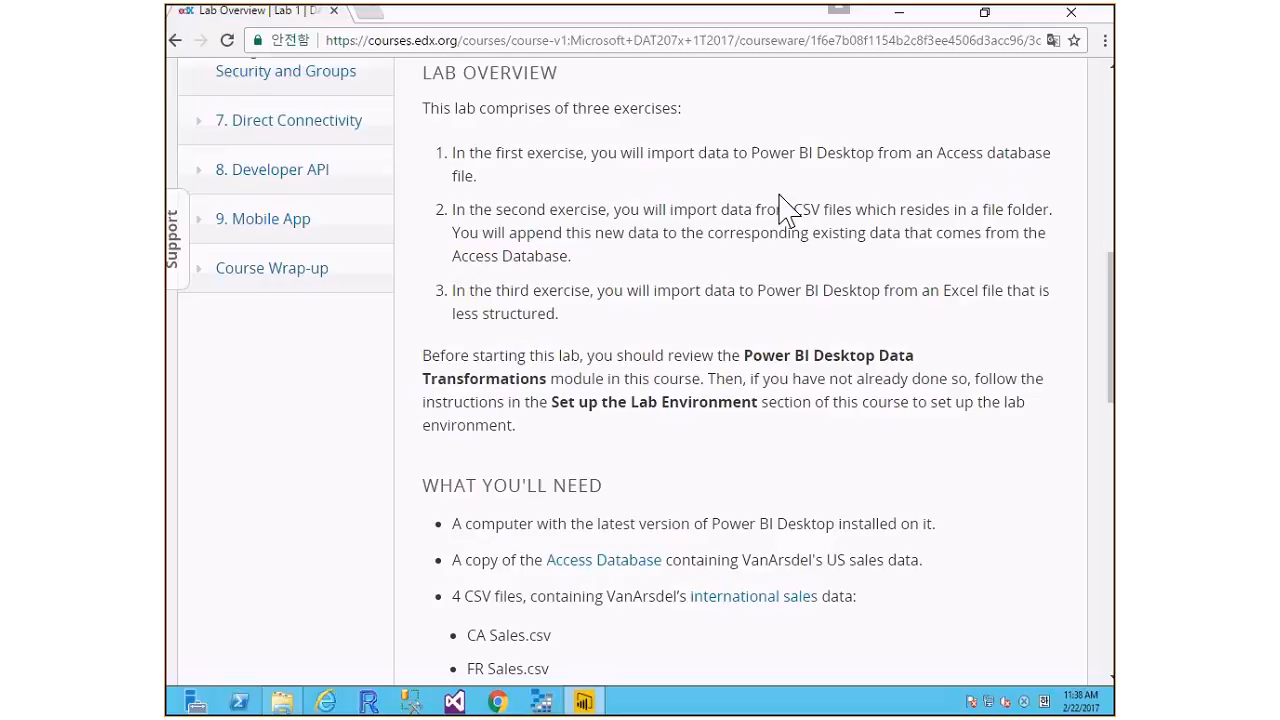 Lab Overview | Lab 1 | Da
안전함
https://courses.edx.org/courses/course-v1:Microsoft+DAT207x+1T2017/courseware/1f6e7b08f1154b2c8f3ee4506d3acc96/3c
Security and Groups
7. Direct Connectivity
8. Developer API
9. Mobile App
Course Wrap-up
Support
LAB OVERVIEW
This lab comprises of three exercises:
1. In the first exercise, you will import data to Power BI Desktop from an Access database
file.
2. In the second exercise, you will import data from CSV files which resides in a file folder.
You will append this new data to the corresponding existing data that comes from the
Access Database.
3. In the third exercise, you will import data to Power BI Desktop from an Excel file that is
less structured.
Before starting this lab, you should review the Power BI Desktop Data
Transformations module in this course. Then, if you have not already done so, follow the
instructions in the Set up the Lab Environment section of this course to set up the lab
environment.
WHAT YOU'LL NEED
• A computer with the latest version of Power BI Desktop installed on it.
• A copy of the Access Database containing VanArsdel's US sales data.
• 4 CSV files, containing VanArsdel’s international sales data:
• CA Sales.csv
• FR Sales.csv
11:38 AM
2/22/2017